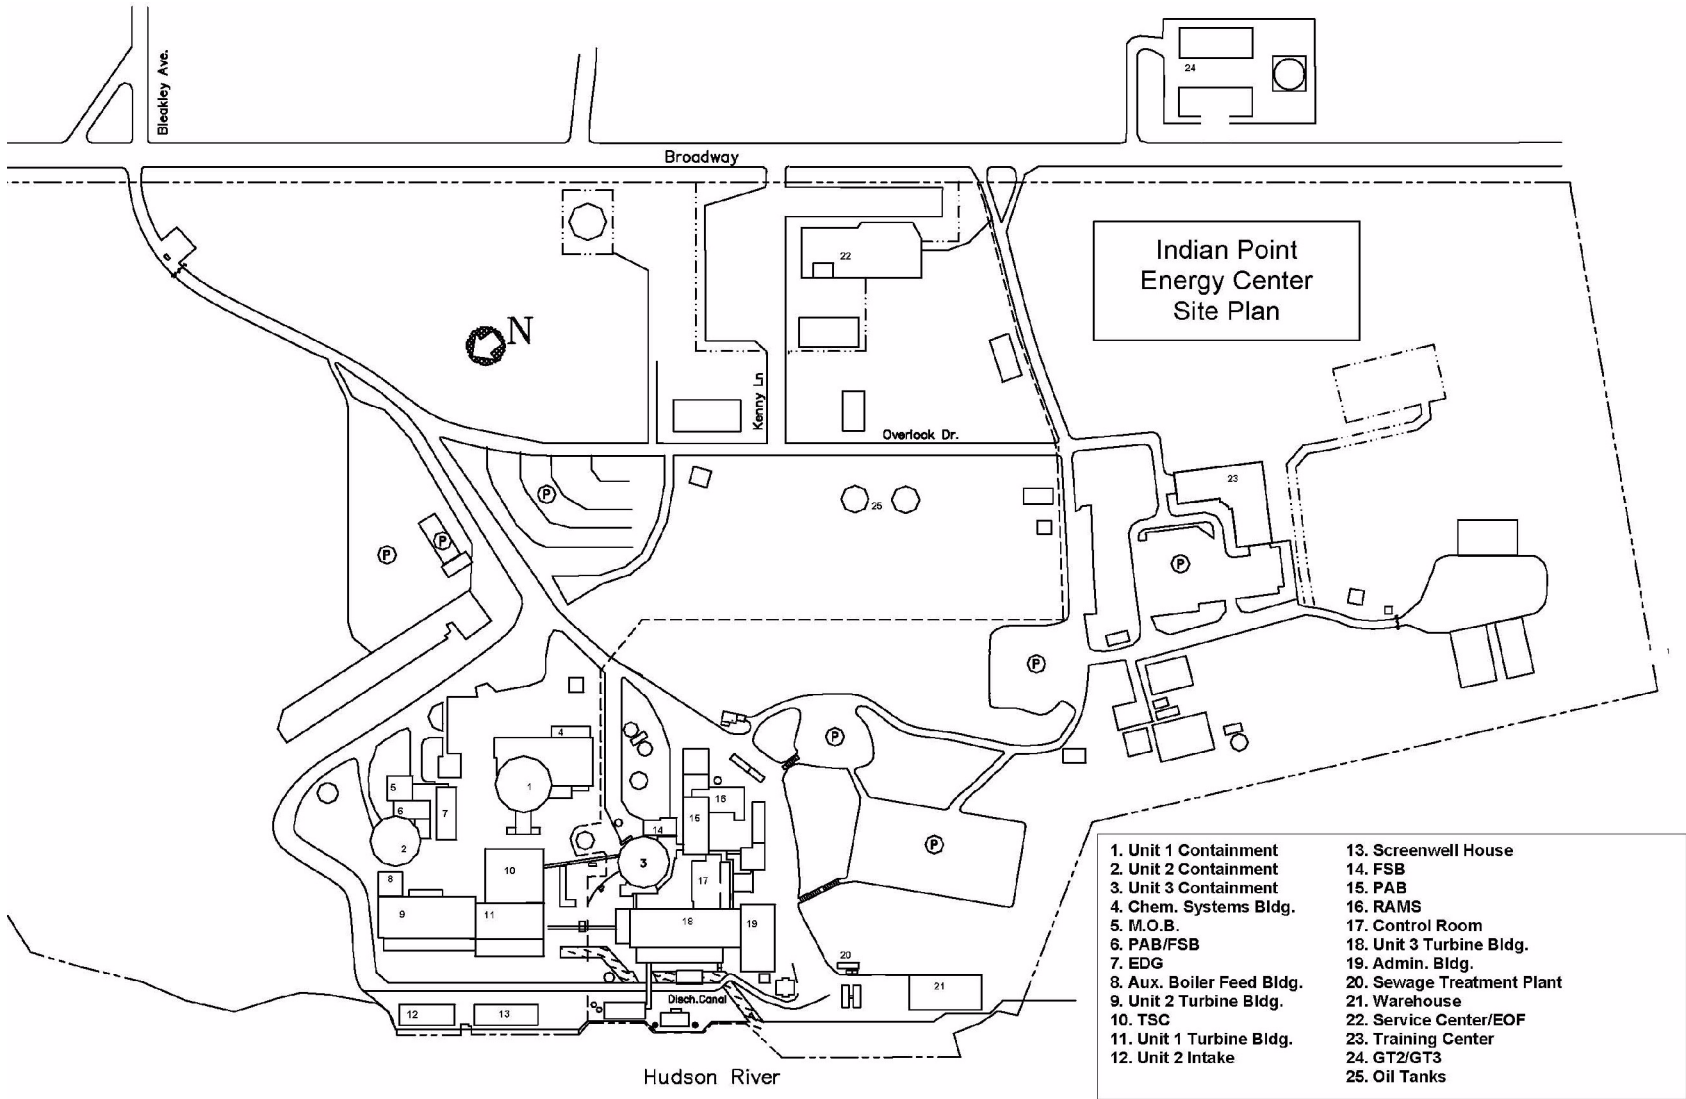 Bleakley Ave.
24
Broadway
Indian Point
Energy Center
Site Plan
22
N
Kenny Ln
Overlook Dr.
23
25
P
P
P
P
P
1
P
4
5
1
6
7
16
15
14
2
3
P
10
8
17
9
11
18
19
20
21
Disch.Canal
12
13
Hudson River
1. Unit 1 Containment
2. Unit 2 Containment
3. Unit 3 Containment
4. Chem. Systems Bldg.
5. M.O.B.
6. PAB/FSB
7. EDG
8. Aux. Boiler Feed Bldg.
9. Unit 2 Turbine Bldg.
10. TSC
11. Unit 1 Turbine Bldg.
12. Unit 2 Intake
13. Screenwell House
14. FSB
15. PAB
16. RAMS
17. Control Room
18. Unit 3 Turbine Bldg.
19. Admin. Bldg.
20. Sewage Treatment Plant
21. Warehouse
22. Service Center/EOF
23. Training Center
24. GT2/GT3
25. Oil Tanks